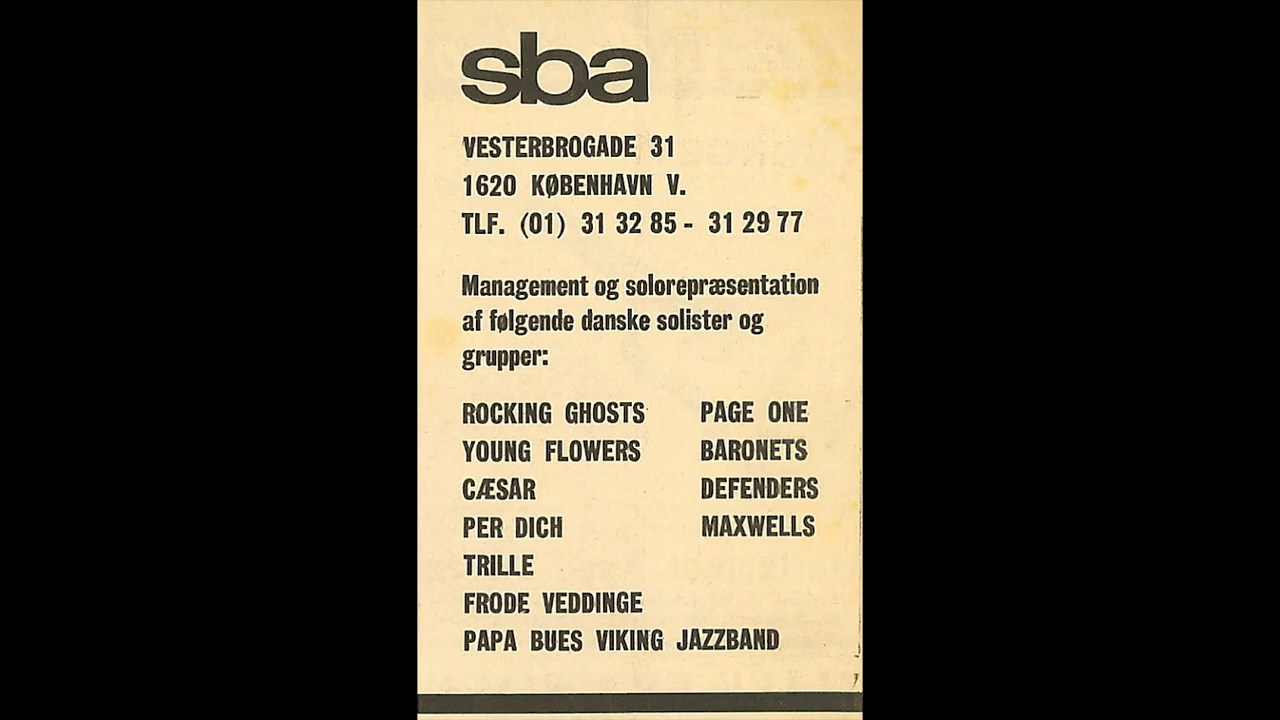 sba
VESTERBROGADE 31
1620 KØBENHAVN V.
TLF. (01) 31 32 85 - 31 29 77
Management og solorepræsentation
af følgende danske solister og
grupper:
ROCKING GHOSTS
YOUNG FLOWERS
CÆSAR
PER DICH
TRILLE
FRODE VEDDINGE
PAPA BUES VIKING JAZZBAND
PAGE ONE
BARONETS
DEFENDERS
MAXWELLS